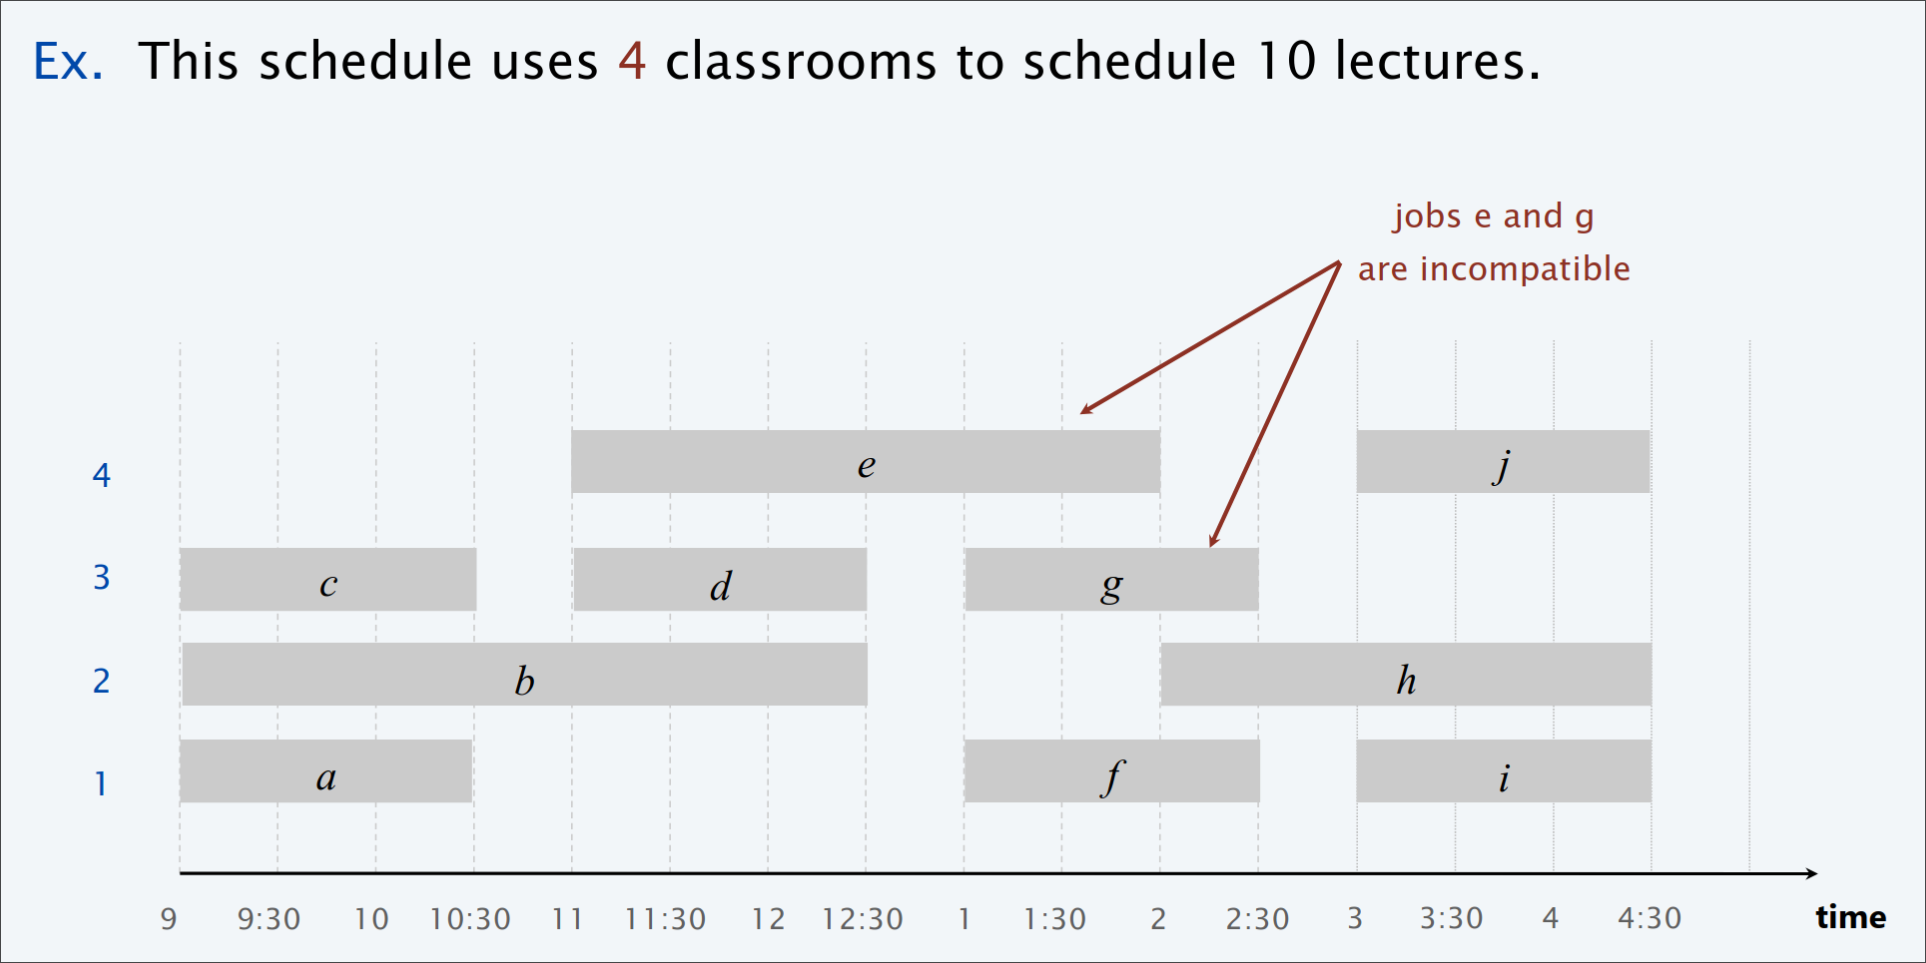 Ex. This schedule uses 4 classrooms to schedule 10 lectures.
jobs e and g
are incompatible
4 e j
3 c d g
2 b h
1 a f i
9 9:30 10 10:30 11 11:30 12 12:30 1 1:30 2 2:30 3 3:30 4 4:30 time